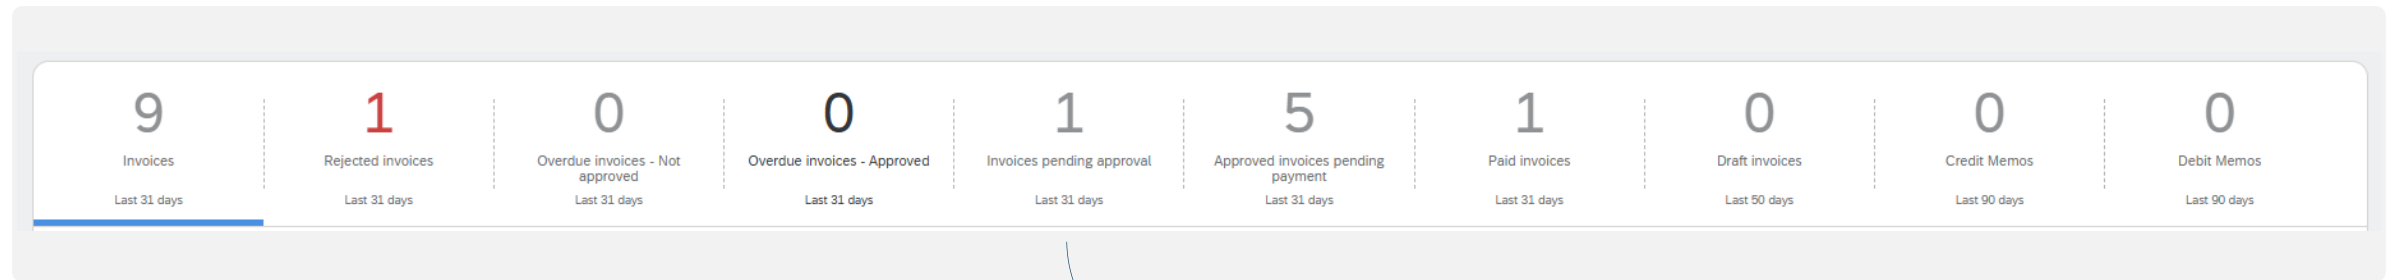 9
Invoices
Last 31 days
1
Rejected invoices
Last 31 days
0
Overdue invoices - Not
approved
Last 31 days
0
Overdue invoices - Approved
Last 31 days
1
Invoices pending approval
Last 31 days
5
Approved invoices pending
payment
Last 31 days
1
Paid invoices
Last 31 days
0
Draft invoices
Last 50 days
0
Credit Memos
Last 90 days
0
Debit Memos
Last 90 days